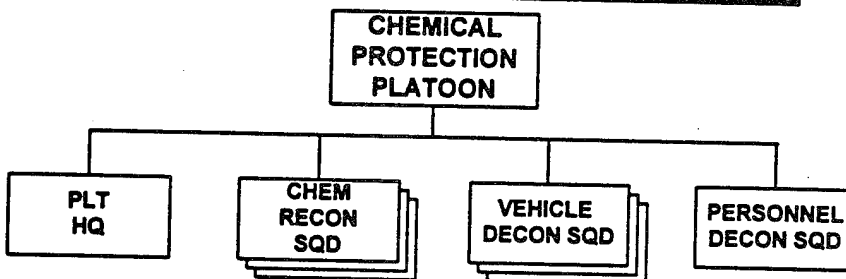 CHEMICAL
PROTECTION
PLATOON
PLT
HQ
CHEM
RECON
SQD
VEHICLE
DECON SQD
PERSONNEL
DECON SQD